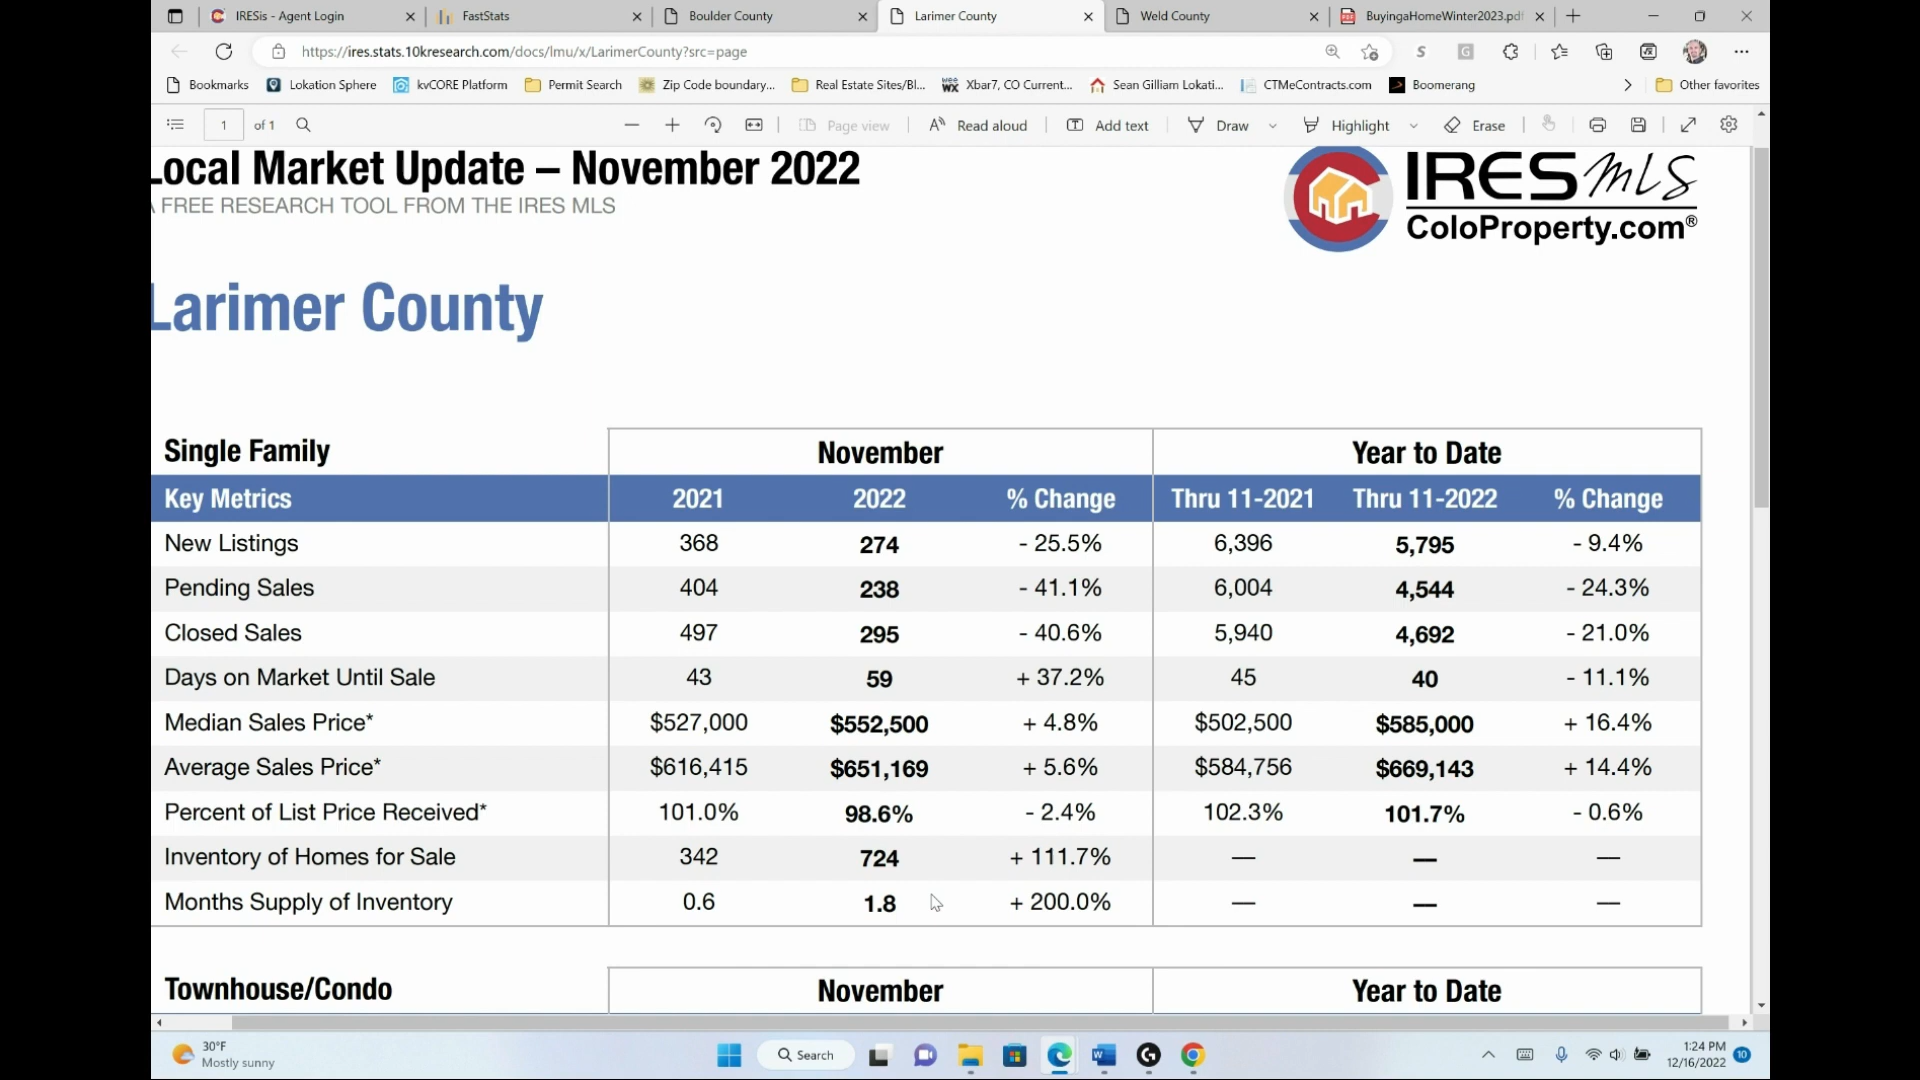 IRESis - Agent Login
FastStats
Boulder County
Larimer County
Weld County
BuyingaHomeWinter2023.pdf
https://ires.stats.10kresearch.com/docs/lmu/x/LarimerCounty?src=page
Bookmarks
Lokation Sphere
kvCORE Platform
Permit Search
Zip Code boundary...
Real Estate Sites/Bl...
Xbar7, CO Current...
Sean Gilliam Lokati...
CTMeContracts.com
Boomerang
Other favorites
1 of 1
Page view
Read aloud
Add text
Draw
Highlight
Erase
Local Market Update – November 2022
A FREE RESEARCH TOOL FROM THE IRES MLS
IRES MLS
ColoProperty.com®
Larimer County
Single Family November Year to Date
Key Metrics 2021 2022 % Change Thru 11-2021 Thru 11-2022 % Change
New Listings 368 274 - 25.5% 6,396 5,795 - 9.4%
Pending Sales 404 238 - 41.1% 6,004 4,544 - 24.3%
Closed Sales 497 295 - 40.6% 5,940 4,692 - 21.0%
Days on Market Until Sale 43 59 + 37.2% 45 40 - 11.1%
Median Sales Price* $527,000 $552,500 + 4.8% $502,500 $585,000 + 16.4%
Average Sales Price* $616,415 $651,169 + 5.6% $584,756 $669,143 + 14.4%
Percent of List Price Received* 101.0% 98.6% - 2.4% 102.3% 101.7% - 0.6%
Inventory of Homes for Sale 342 724 + 111.7% — — —
Months Supply of Inventory 0.6 1.8 + 200.0% — — —
Townhouse/Condo November Year to Date
30°F
Mostly sunny
Search
1:24 PM
12/16/2022
10